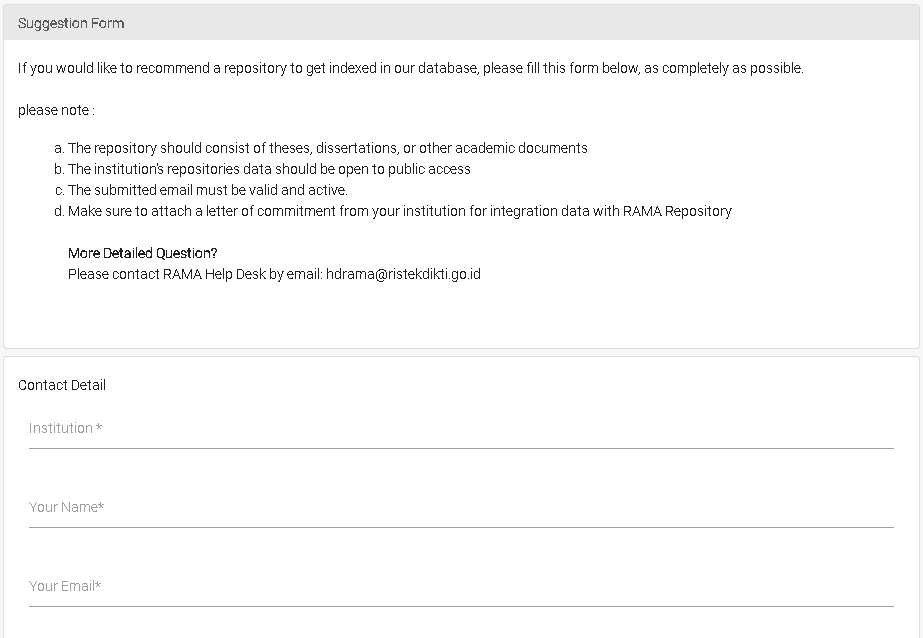 Suggestion Form
If you would like to recommend a repository to get indexed in our database, please fill this form below, as completely as possible.
please note :
a. The repository should consist of theses, dissertations, or other academic documents
b. The institution's repositories data should be open to public access
c. The submitted email must be valid and active.
d. Make sure to attach a letter of commitment from your institution for integration data with RAMA Repository
More Detailed Question?
Please contact RAMA Help Desk by email: hdrama@ristekdikti.go.id
Contact Detail
Institution *
Your Name*
Your Email*